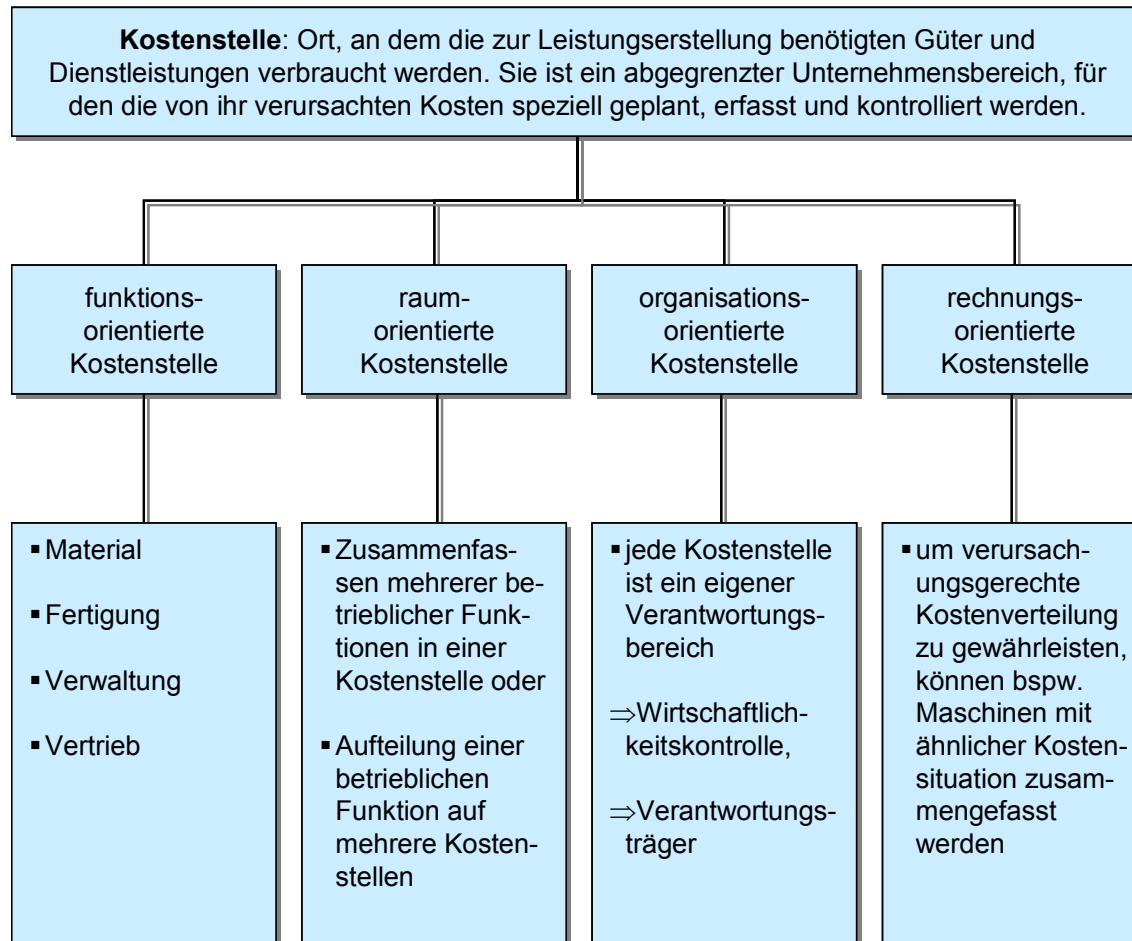 Kostenstelle: Ort, an dem die zur Leistungserstellung benötigten Güter und
Dienstleistungen verbraucht werden. Sie ist ein abgegrenzter Unternehmensbereich, für
den die von ihr verursachten Kosten speziell geplant, erfasst und kontrolliert werden.
funktions-
orientierte
Kostenstelle
raum-
orientierte
Kostenstelle
organisations-
orientierte
Kostenstelle
rechnungs-
orientierte
Kostenstelle
▪ Material
▪ Fertigung
▪ Verwaltung
▪ Vertrieb
▪ Zusammenfas-
sen mehrerer be-
trieblicher Funk-
tionen in einer
Kostenstelle oder
▪ Aufteilung einer
betrieblichen
Funktion auf
mehrere Kosten-
stellen
▪ jede Kostenstelle
ist ein eigener
Verantwortungs-
bereich
⇒Wirtschaftlich-
keitskontrolle,
⇒Verantwortungs-
träger
▪ um verursach-
ungsgerechte
Kostenverteilung
zu gewährleisten,
können bspw.
Maschinen mit
ähnlicher Kosten-
situation zusam-
mengefasst
werden